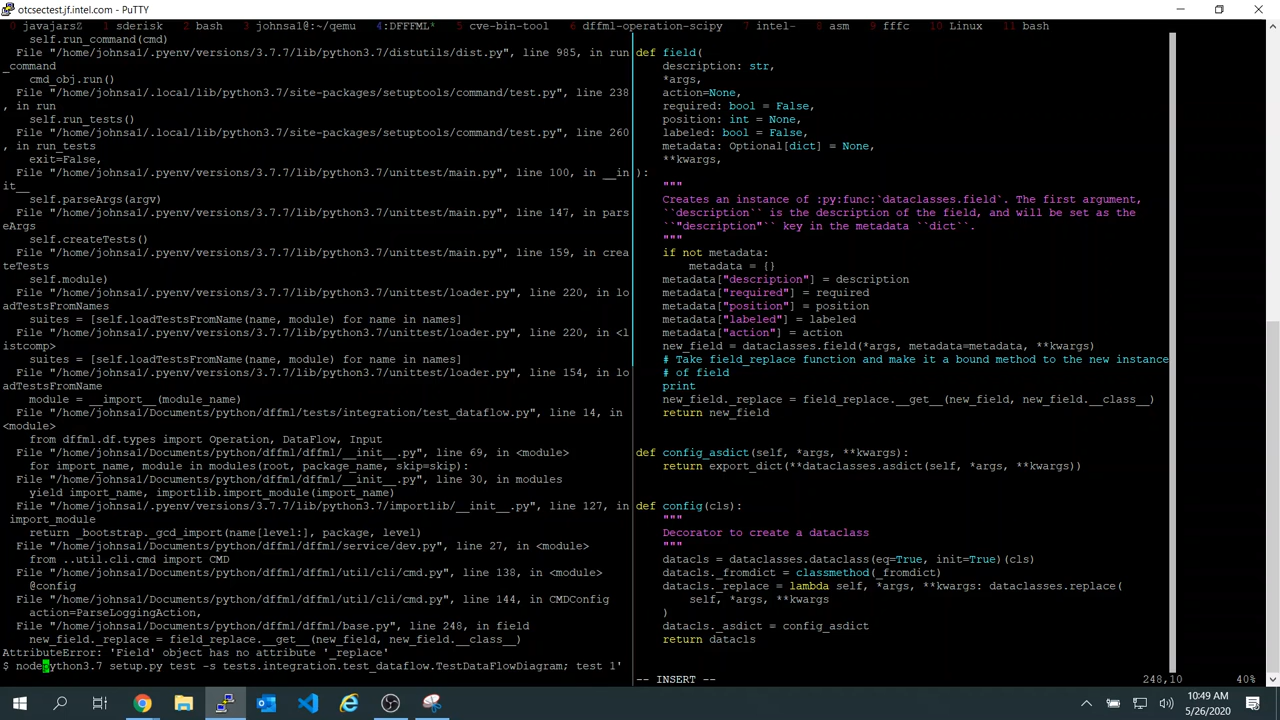 otcsectest.jf.intel.com - PuTTY
0 javajarsZ 1 sderisk 2 bash 3 johnsa1@:~/qemu 4:DFFFML* 5 cve-bin-tool 6 dffml-operation-scipy 7 intel- 8 asm 9 fffc 10 Linux 11 bash
self.run_command(cmd)
File "/home/johnsa1/.pyenv/versions/3.7.7/lib/python3.7/distutils/dist.py", line 985, in run
_command
cmd_obj.run()
File "/home/johnsa1/.local/lib/python3.7/site-packages/setuptools/command/test.py", line 238
, in run
self.run_tests()
File "/home/johnsa1/.local/lib/python3.7/site-packages/setuptools/command/test.py", line 260
, in run_tests
exit=False,
File "/home/johnsa1/.pyenv/versions/3.7.7/lib/python3.7/unittest/main.py", line 100, in __in
it__
self.parseArgs(argv)
File "/home/johnsa1/.pyenv/versions/3.7.7/lib/python3.7/unittest/main.py", line 147, in pars
eArgs
self.createTests()
File "/home/johnsa1/.pyenv/versions/3.7.7/lib/python3.7/unittest/main.py", line 159, in crea
teTests
self.module)
File "/home/johnsa1/.pyenv/versions/3.7.7/lib/python3.7/unittest/loader.py", line 220, in lo
adTestsFromNames
suites = [self.loadTestsFromName(name, module) for name in names]
File "/home/johnsa1/.pyenv/versions/3.7.7/lib/python3.7/unittest/loader.py", line 220, in <l
istcomp>
suites = [self.loadTestsFromName(name, module) for name in names]
File "/home/johnsa1/.pyenv/versions/3.7.7/lib/python3.7/unittest/loader.py", line 154, in lo
adTestsFromName
module = __import__(module_name)
File "/home/johnsa1/Documents/python/dffml/tests/integration/test_dataflow.py", line 14, in
<module>
from dffml.df.types import Operation, DataFlow, Input
File "/home/johnsa1/Documents/python/dffml/dffml/__init__.py", line 69, in <module>
for import_name, module in modules(root, package_name, skip=skip):
File "/home/johnsa1/Documents/python/dffml/dffml/__init__.py", line 30, in modules
yield import_name, importlib.import_module(import_name)
File "/home/johnsa1/.pyenv/versions/3.7.7/lib/python3.7/importlib/__init__.py", line 127, in
import_module
return _bootstrap._gcd_import(name[level:], package, level)
File "/home/johnsa1/Documents/python/dffml/dffml/service/dev.py", line 27, in <module>
from ..util.cli.cmd import CMD
File "/home/johnsa1/Documents/python/dffml/dffml/util/cli/cmd.py", line 138, in <module>
@config
File "/home/johnsa1/Documents/python/dffml/dffml/util/cli/cmd.py", line 144, in CMDConfig
action=ParseLoggingAction,
File "/home/johnsa1/Documents/python/dffml/dffml/base.py", line 248, in field
new_field._replace = field_replace.__get__(new_field, new_field.__class__)
AttributeError: 'Field' object has no attribute '_replace'
$ nodepython3.7 setup.py test -s tests.integration.test_dataflow.TestDataFlowDiagram; test 1'
def field(
description: str,
*args,
action=None,
required: bool = False,
position: int = None,
labeled: bool = False,
metadata: Optional[dict] = None,
**kwargs,
):
"""
Creates an instance of :py:func:`dataclasses.field`. The first argument,
``description`` is the description of the field, and will be set as the
``"description"`` key in the metadata ``dict``.
"""
if not metadata:
metadata = {}
metadata["description"] = description
metadata["required"] = required
metadata["position"] = position
metadata["labeled"] = labeled
metadata["action"] = action
new_field = dataclasses.field(*args, metadata=metadata, **kwargs)
# Take field_replace function and make it a bound method to the new instance
# of field
print
new_field._replace = field_replace.__get__(new_field, new_field.__class__)
return new_field
def config_asdict(self, *args, **kwargs):
return export_dict(**dataclasses.asdict(self, *args, **kwargs))
def config(cls):
"""
Decorator to create a dataclass
"""
datacls = dataclasses.dataclass(eq=True, init=True)(cls)
datacls._fromdict = classmethod(_fromdict)
datacls._replace = lambda self, *args, **kwargs: dataclasses.replace(
self, *args, **kwargs
)
datacls._asdict = config_asdict
return datacls
-- INSERT -- 248,10 40%
10:49 AM
5/26/2020